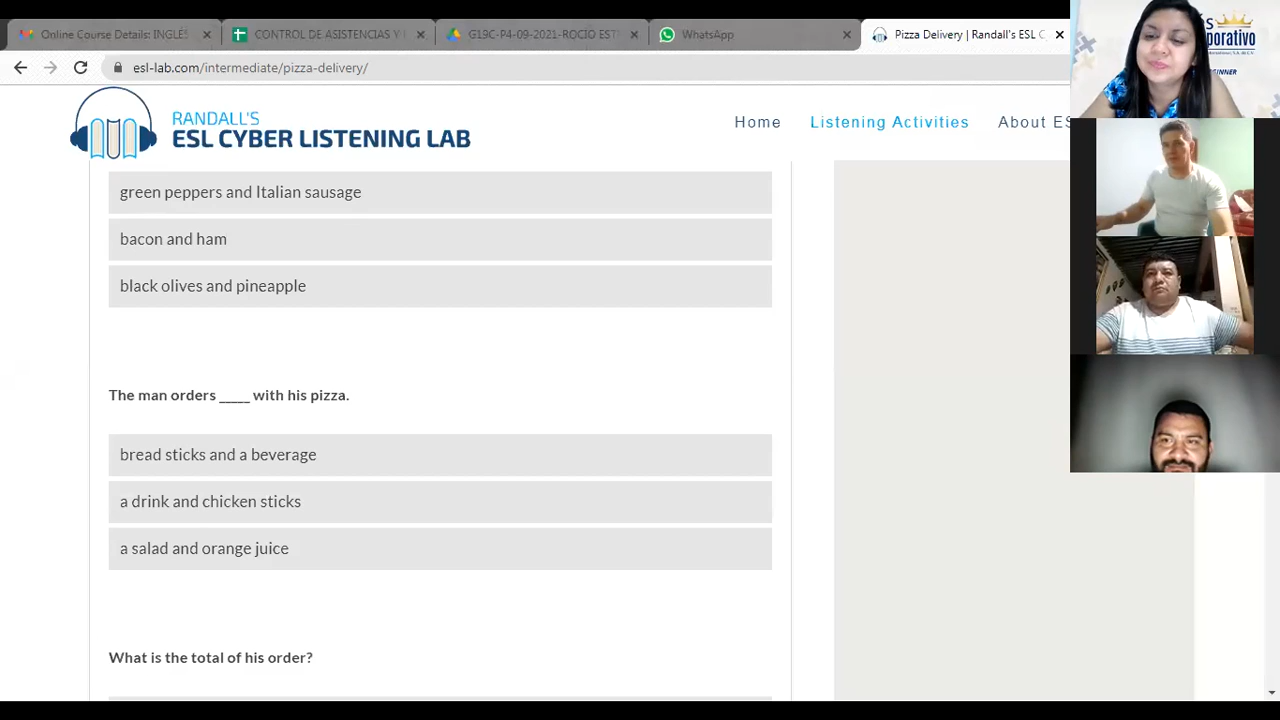 Online Course Details: INGLÉS
CONTROL DE ASISTENCIAS Y
G19C-P4-09-2021-ROCÍO EST
WhatsApp
Pizza Delivery | Randall's ESL C
esl-lab.com/intermediate/pizza-delivery/
RANDALL'S
ESL CYBER LISTENING LAB
Home
Listening Activities
About ES
green peppers and Italian sausage
bacon and ham
black olives and pineapple
The man orders _____ with his pizza.
bread sticks and a beverage
a drink and chicken sticks
a salad and orange juice
What is the total of his order?
porativo